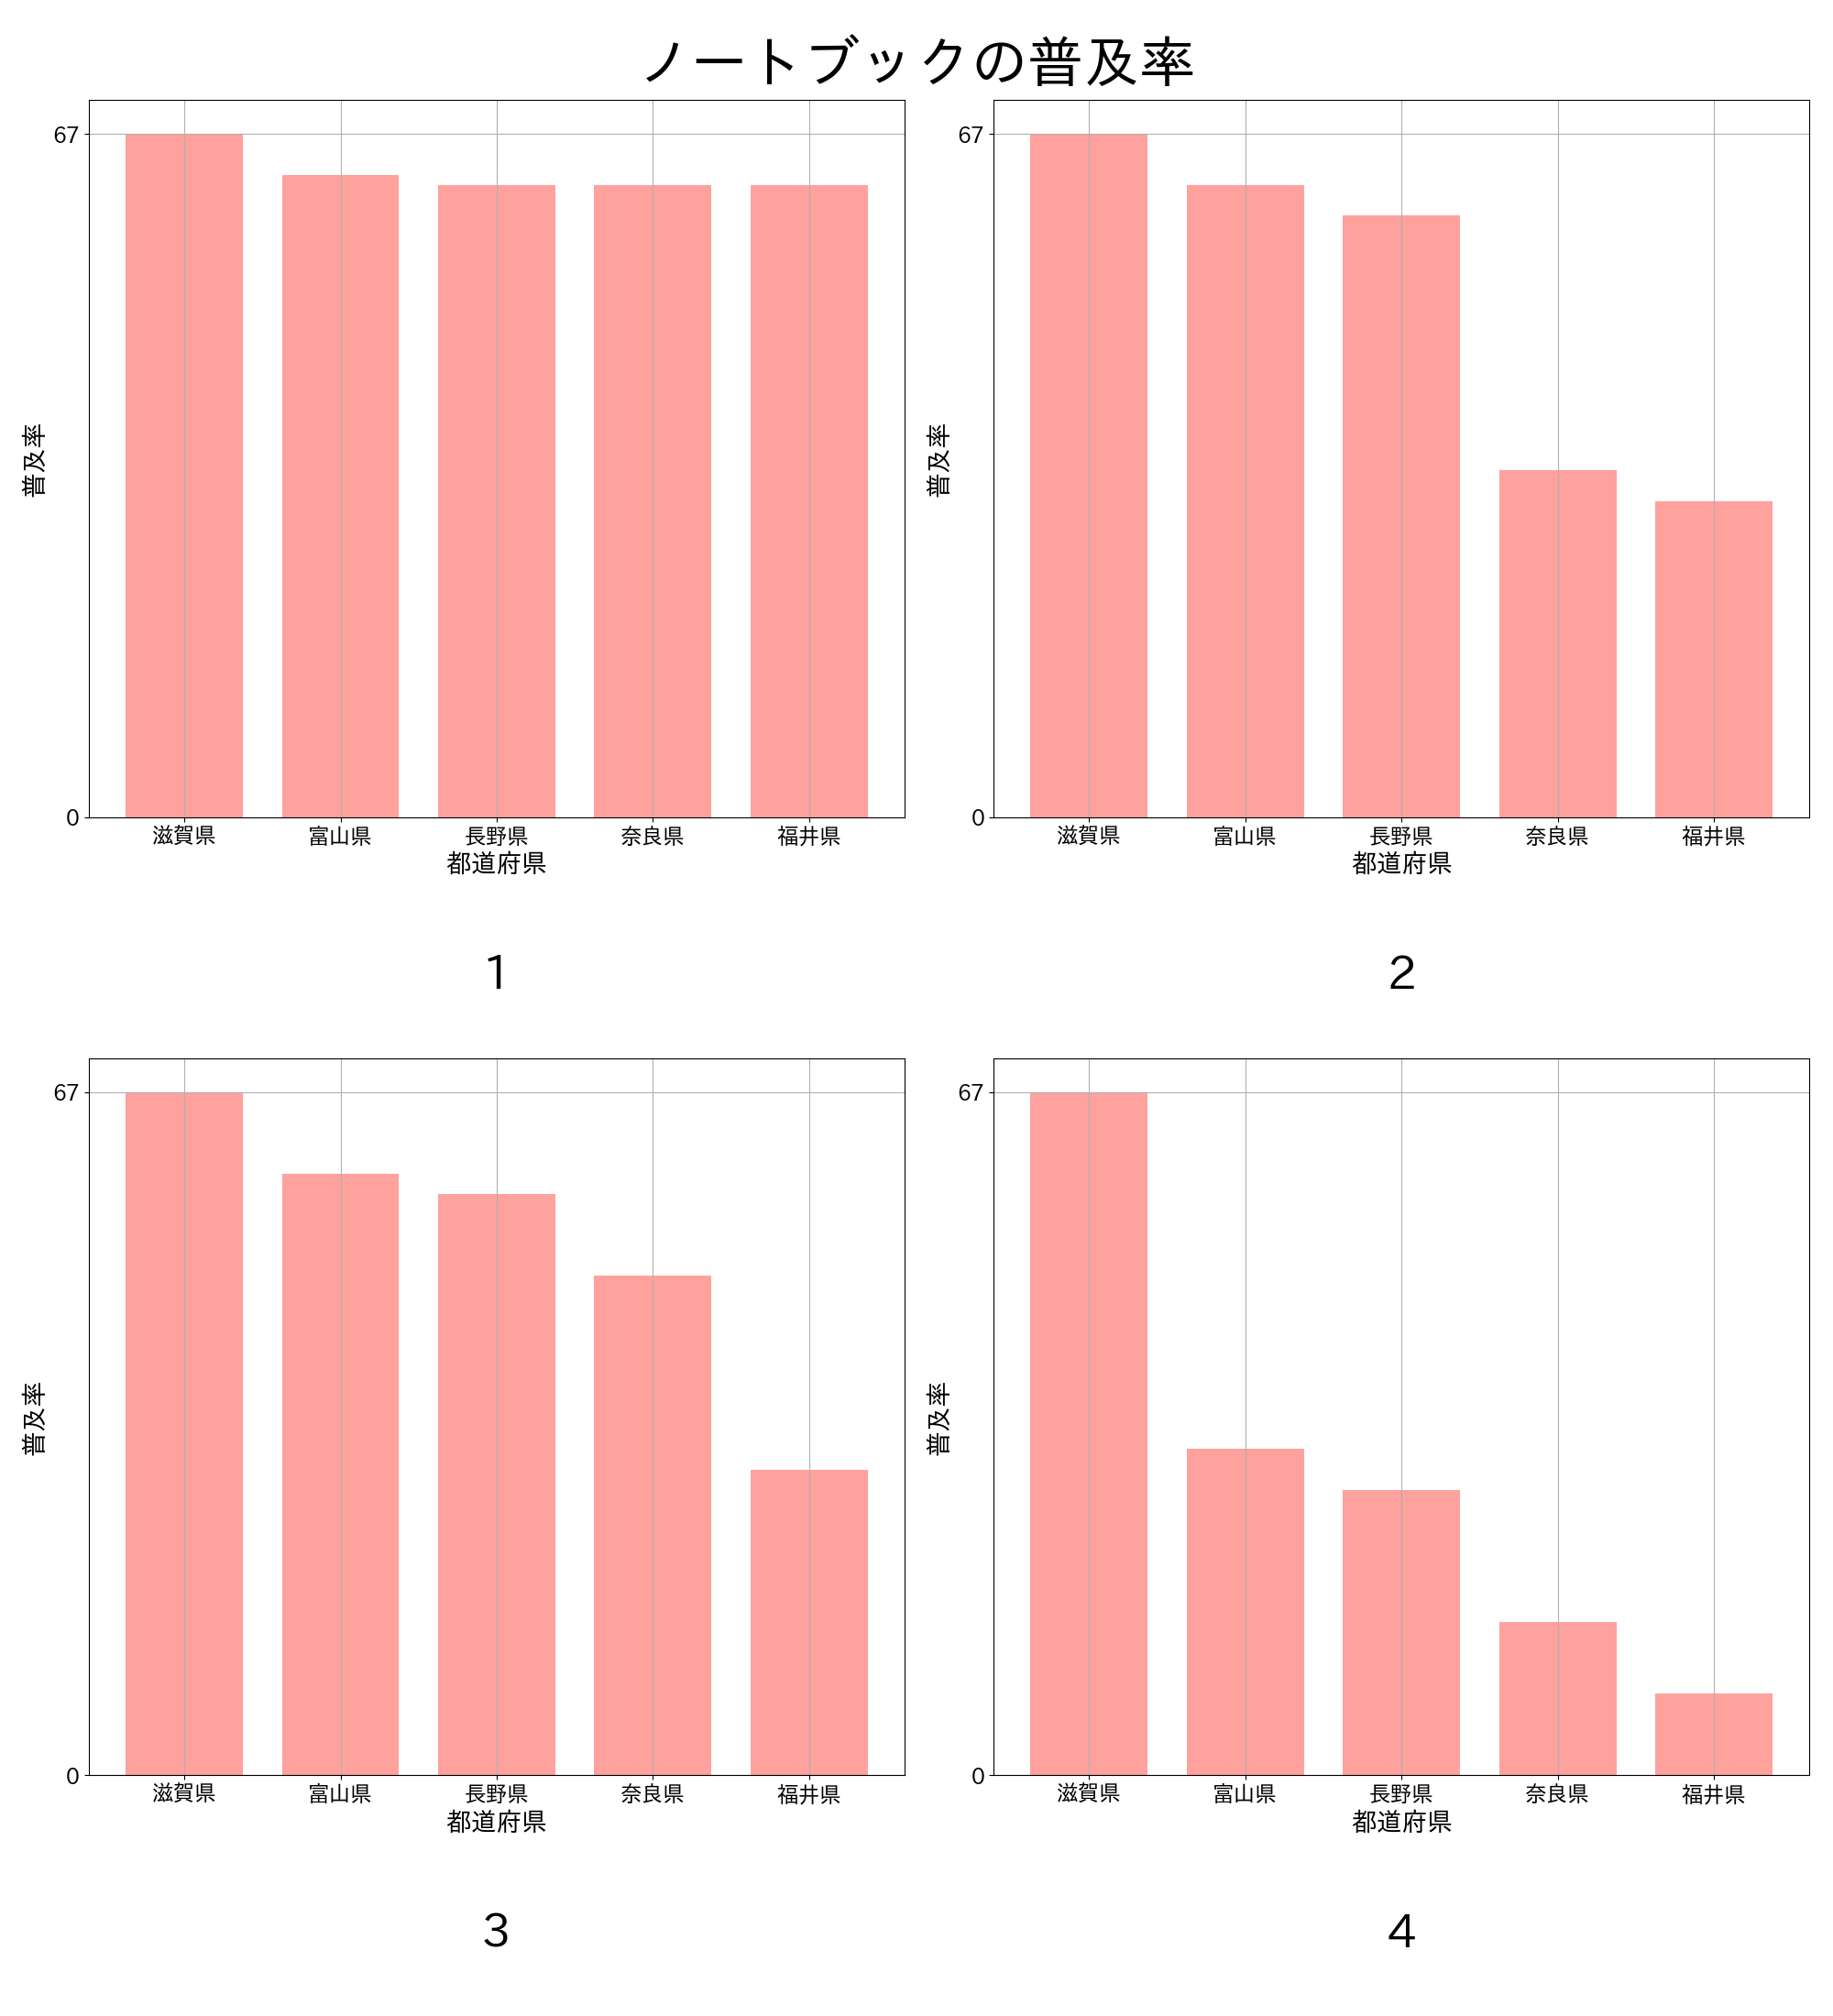 ノートブックの普及率
67
0
普及率
滋賀県 富山県 長野県 奈良県 福井県
都道府県
1
67
0
普及率
滋賀県 富山県 長野県 奈良県 福井県
都道府県
2
67
0
普及率
滋賀県 富山県 長野県 奈良県 福井県
都道府県
3
67
0
普及率
滋賀県 富山県 長野県 奈良県 福井県
都道府県
4